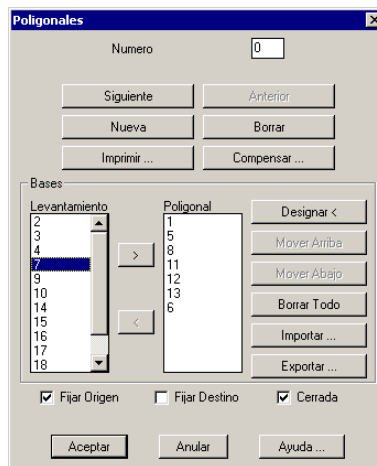 Poligonales
Numero 0
Siguiente Anterior
Nueva Borrar
Imprimir ... Compensar ...
Bases
Levantamiento Poligonal
2 1 Designar <
3 5
4 8 Mover Arriba
7 11
9 12 Mover Abajo
10 13
14 6 Borrar Todo
15
16 Importar ...
17
18 Exportar ...
>
<
Fijar Origen Fijar Destino Cerrada
Aceptar Anular Ayuda ...